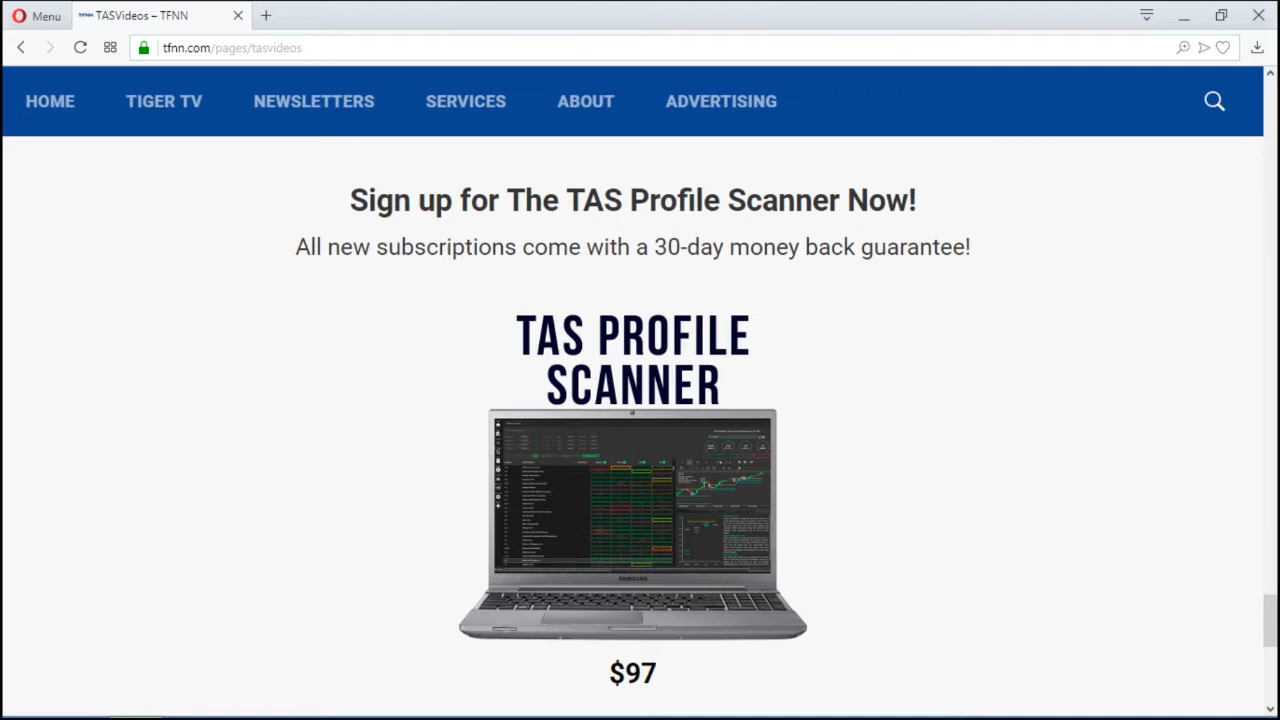 Menu
TFNN TASVideos – TFNN
tfnn.com/pages/tasvideos
HOME TIGER TV NEWSLETTERS SERVICES ABOUT ADVERTISING
Sign up for The TAS Profile Scanner Now!
All new subscriptions come with a 30-day money back guarantee!
TAS PROFILE
SCANNER
SAMSUNG
$97